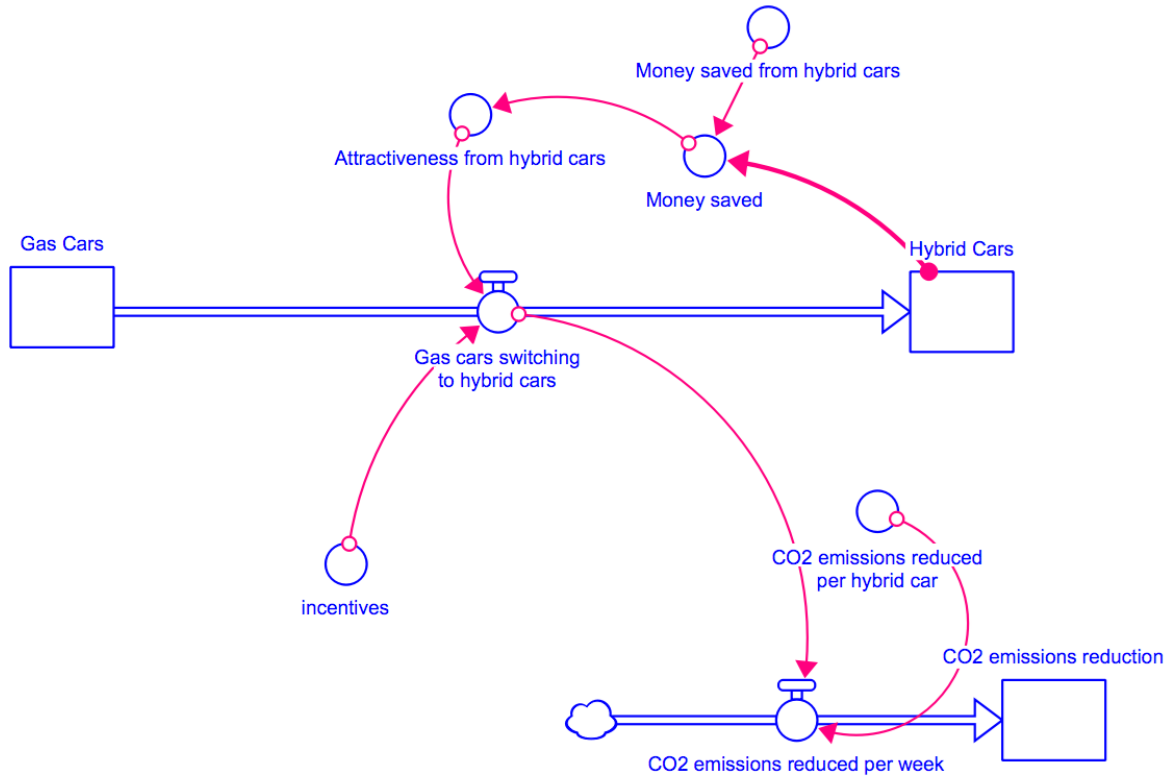 Money saved from hybrid cars
Attractiveness from hybrid cars
Money saved
Gas Cars
Hybrid Cars
Gas cars switching
to hybrid cars
CO2 emissions reduced
per hybrid car
incentives
CO2 emissions reduction
CO2 emissions reduced per week